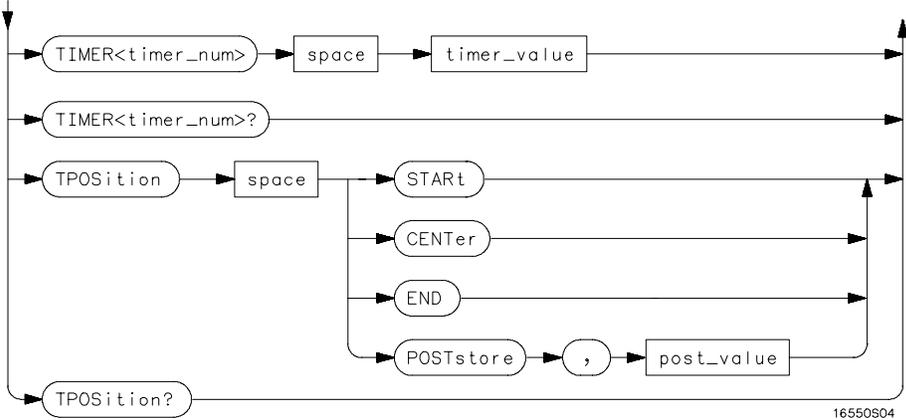 TIMER<timer_num> space timer_value
TIMER<timer_num>?
TPOSition space STARt
CENTer
END
POSTstore , post_value
TPOSition?
16550S04